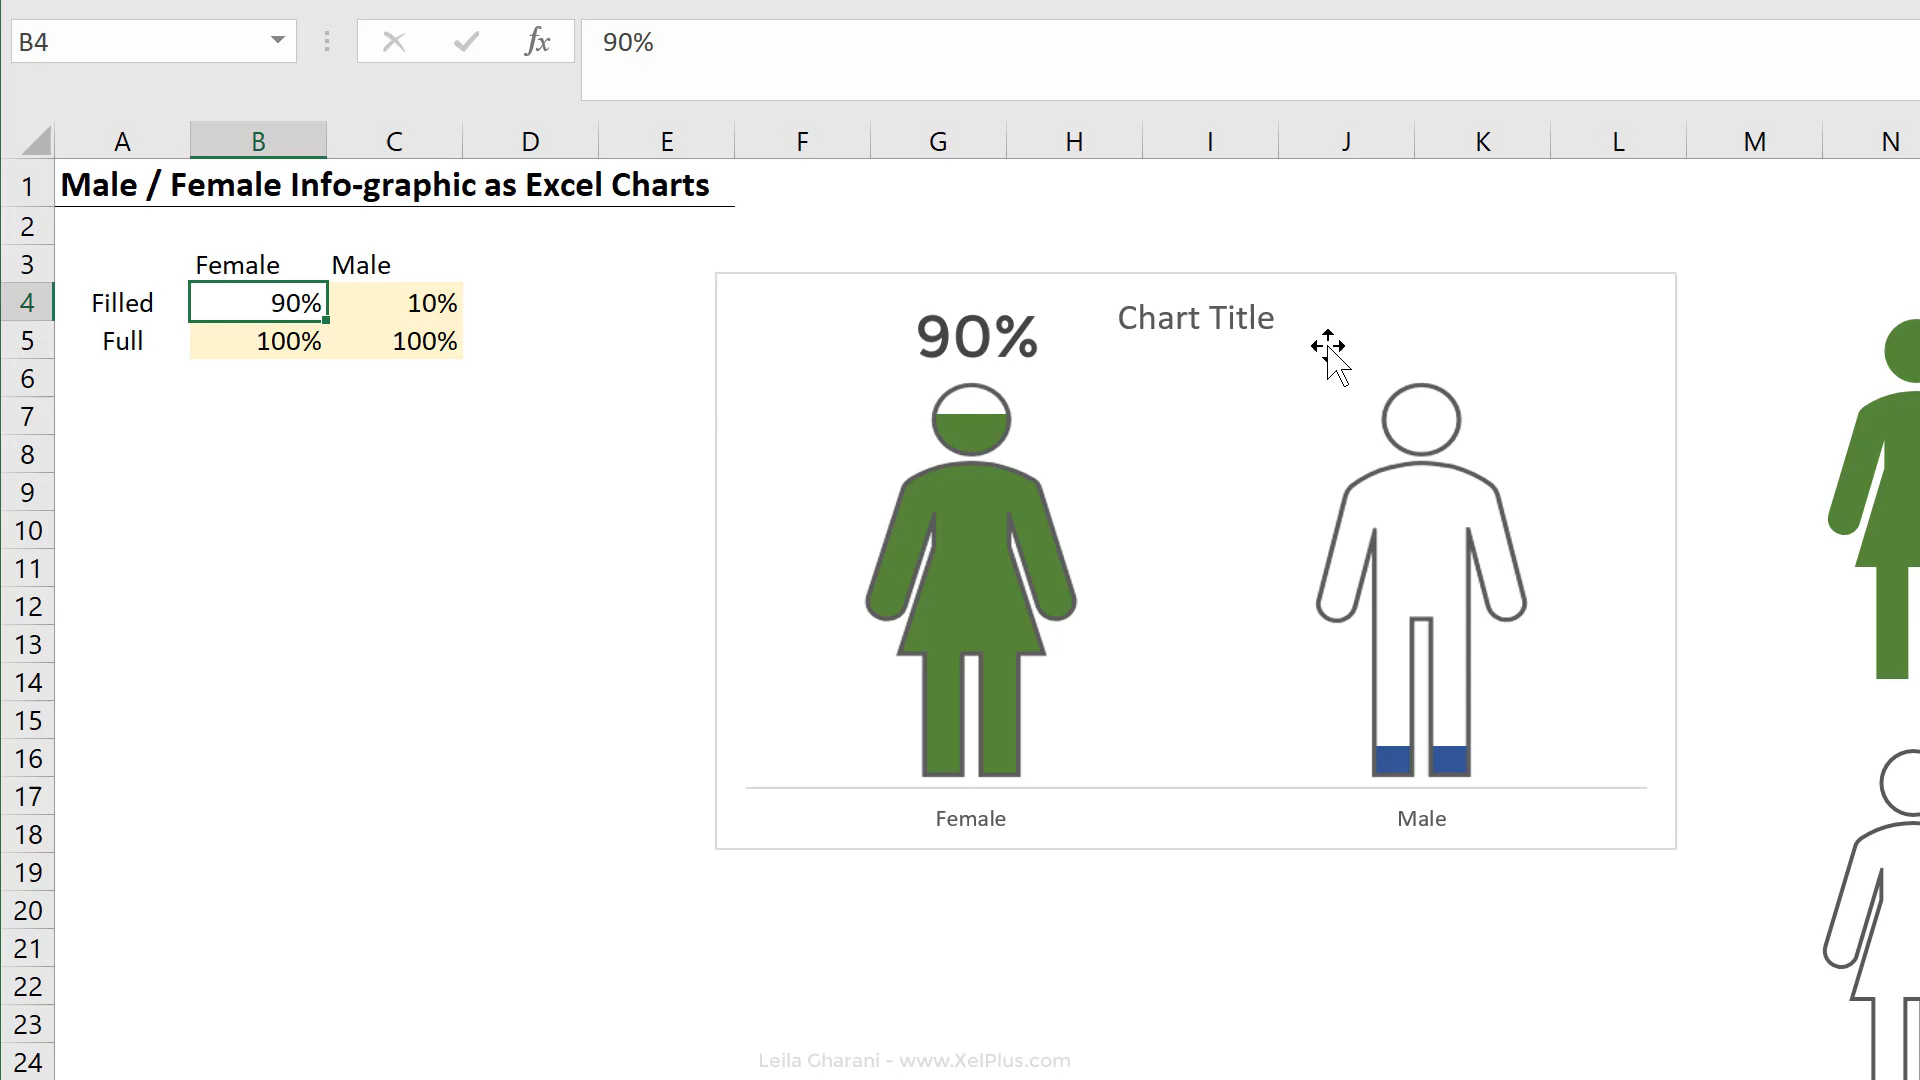 B4 fx 90%
A B C D E F G H I J K L M N
1 Male / Female Info-graphic as Excel Charts
2
3 Female Male
4 Filled 90% 10%
5 Full 100% 100%
6
7
8
9
10
11
12
13
14
15
16
17
18
19
20
21
22
23
24
Chart Title
90%
Female Male
Leila Gharani - www.XelPlus.com